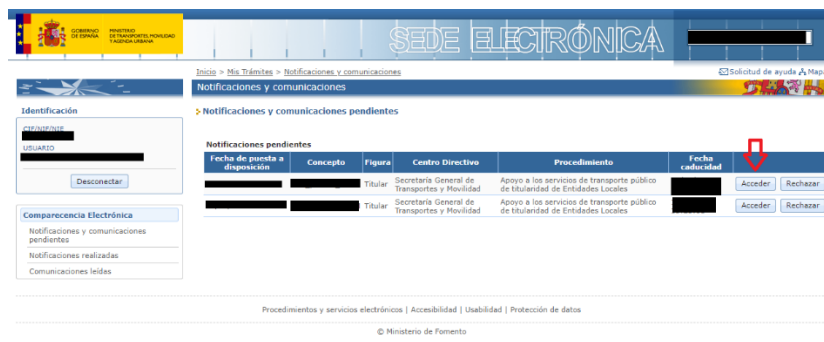 GOBIERNO DE ESPAÑA
MINISTERIO DE TRANSPORTES, MOVILIDAD Y AGENDA URBANA
SEDE ELECTRÓNICA
Inicio > Mis Trámites > Notificaciones y comunicaciones
Solicitud de ayuda Mapa
Notificaciones y comunicaciones
Identificación
CIF/NIF/NIE
USUARIO
Desconectar
Comparecencia Electrónica
Notificaciones y comunicaciones pendientes
Notificaciones realizadas
Comunicaciones leídas
Notificaciones y comunicaciones pendientes
Notificaciones pendientes
Fecha de puesta a disposición Concepto Figura Centro Directivo Procedimiento Fecha caducidad
Titular Secretaría General de Transportes y Movilidad Apoyo a los servicios de transporte público de titularidad de Entidades Locales Acceder Rechazar
Titular Secretaría General de Transportes y Movilidad Apoyo a los servicios de transporte público de titularidad de Entidades Locales Acceder Rechazar
Procedimientos y servicios electrónicos | Accesibilidad | Usabilidad | Protección de datos
© Ministerio de Fomento